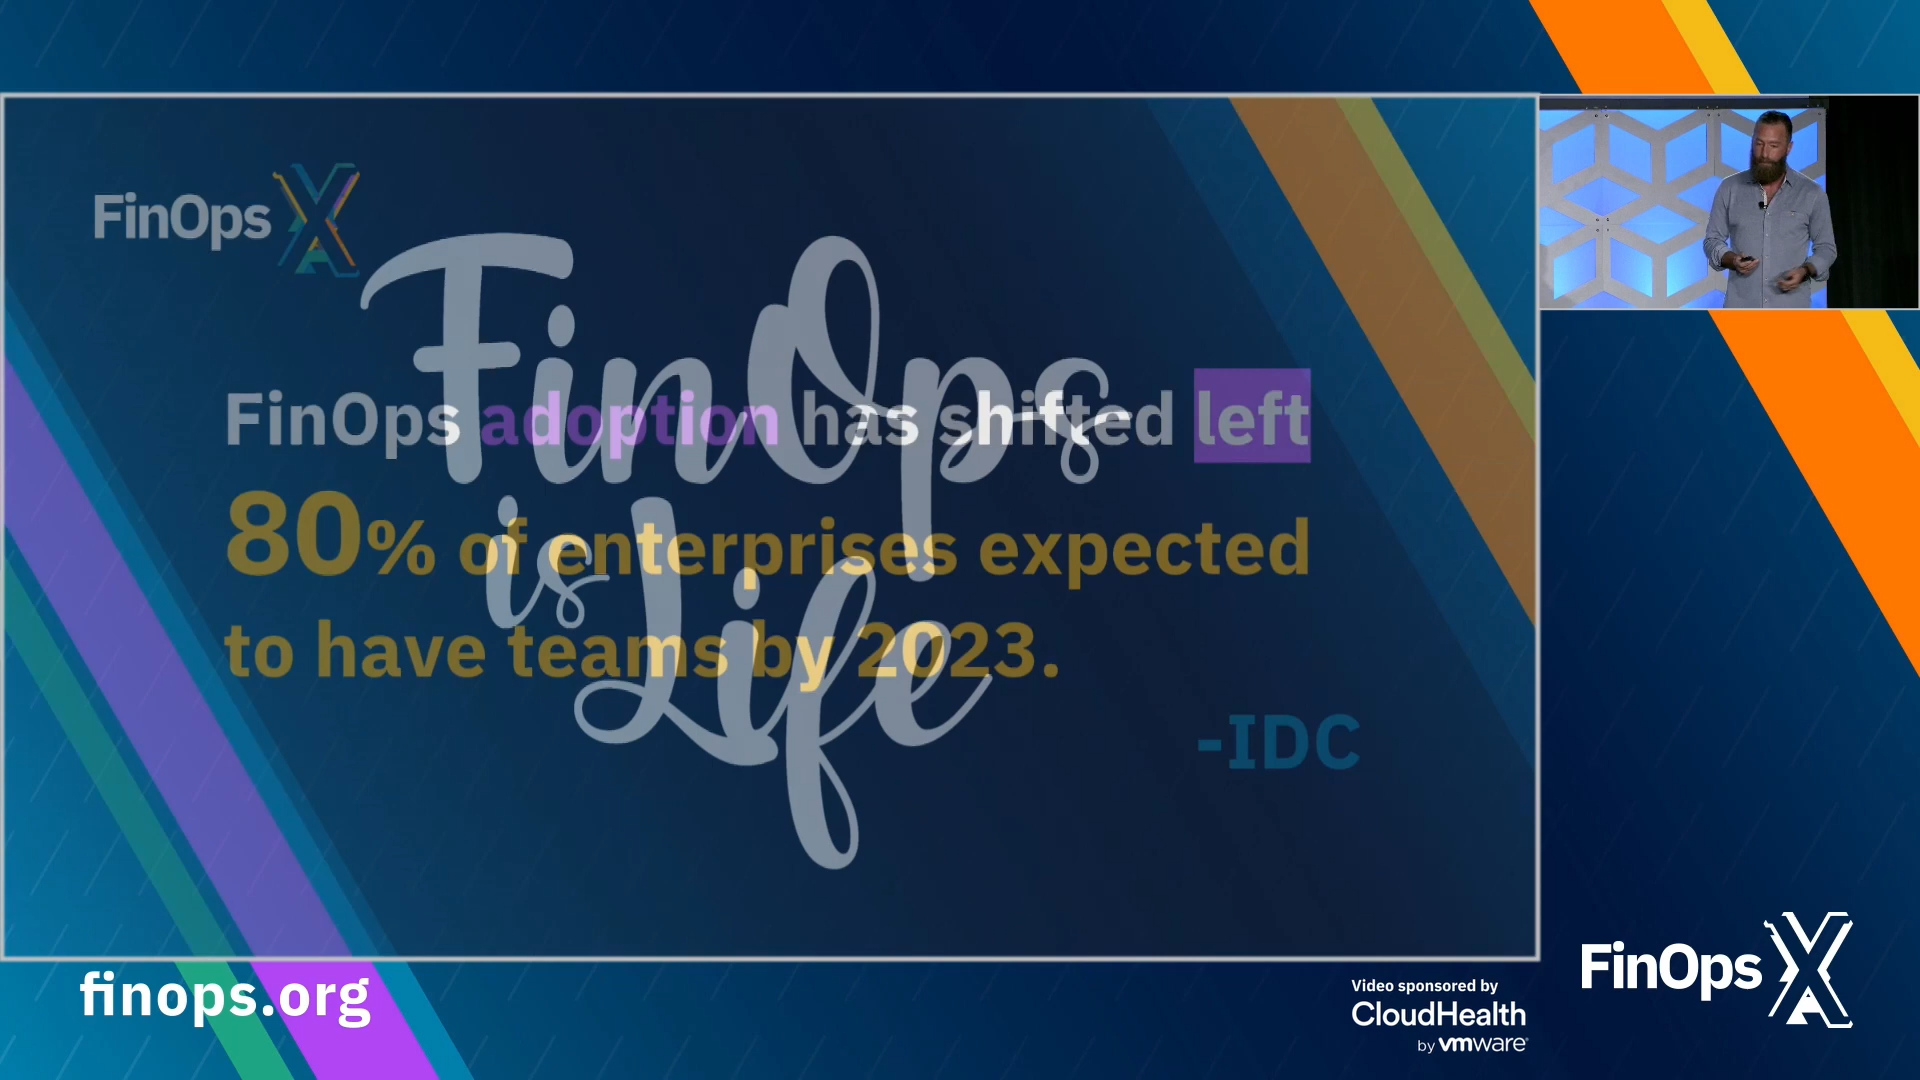 FinOps X
FinOps
is
Life
FinOps adoption has shifted left
80% of enterprises expected
to have teams by 2023.
-IDC
finops.org
Video sponsored by
CloudHealth
by vmware
FinOps X